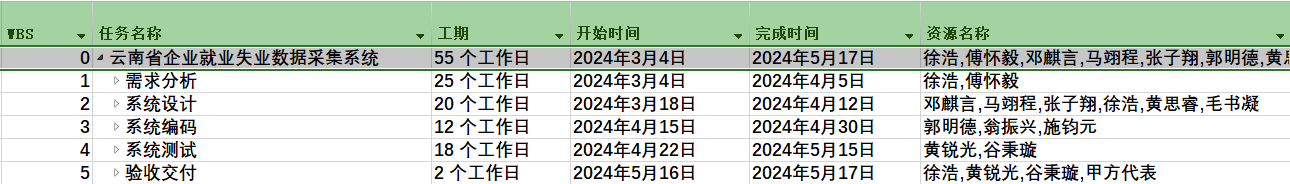 WBS 任务名称 工期 开始时间 完成时间 资源名称
0 云南省企业就业失业数据采集系统 55 个工作日 2024年3月4日 2024年5月17日 徐浩,傅怀毅,邓麒言,马翊程,张子翔,郭明德,黄思
1 需求分析 25 个工作日 2024年3月4日 2024年4月5日 徐浩,傅怀毅
2 系统设计 20 个工作日 2024年3月18日 2024年4月12日 邓麒言,马翊程,张子翔,徐浩,黄思睿,毛书凝
3 系统编码 12 个工作日 2024年4月15日 2024年4月30日 郭明德,翁振兴,施钧元
4 系统测试 18 个工作日 2024年4月22日 2024年5月15日 黄锐光,谷秉璇
5 验收交付 2 个工作日 2024年5月16日 2024年5月17日 徐浩,黄锐光,谷秉璇,甲方代表